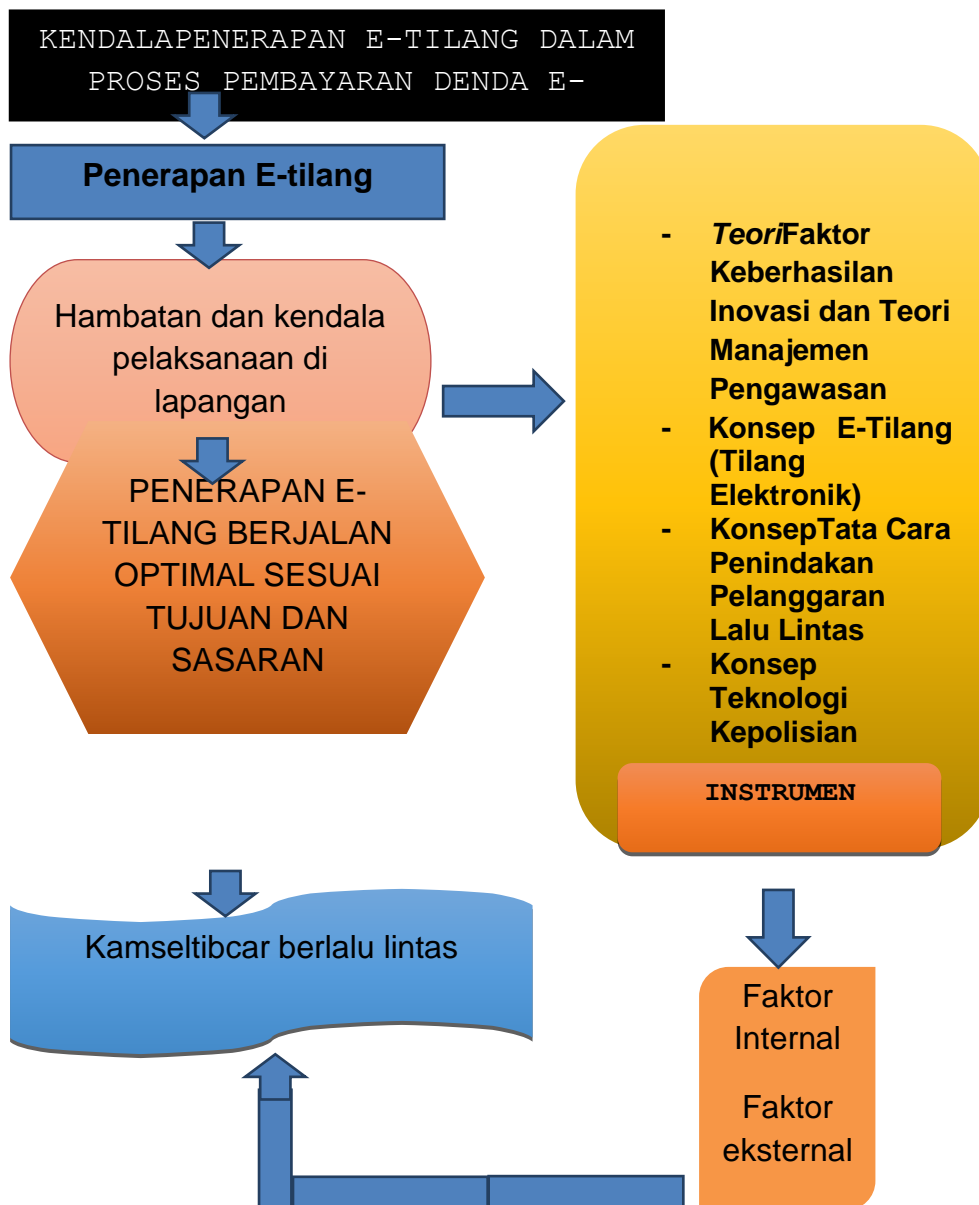 KENDALAPENERAPAN E-TILANG DALAM
PROSES PEMBAYARAN DENDA E-
Penerapan E-tilang
Hambatan dan kendala
pelaksanaan di
lapangan
PENERAPAN E-
TILANG BERJALAN
OPTIMAL SESUAI
TUJUAN DAN
SASARAN
- TeoriFaktor
Keberhasilan
Inovasi dan Teori
Manajemen
Pengawasan
- Konsep E-Tilang
(Tilang
Elektronik)
- KonsepTata Cara
Penindakan
Pelanggaran
Lalu Lintas
- Konsep
Teknologi
Kepolisian
INSTRUMEN
Kamseltibcar berlalu lintas
Faktor
Internal
Faktor
eksternal